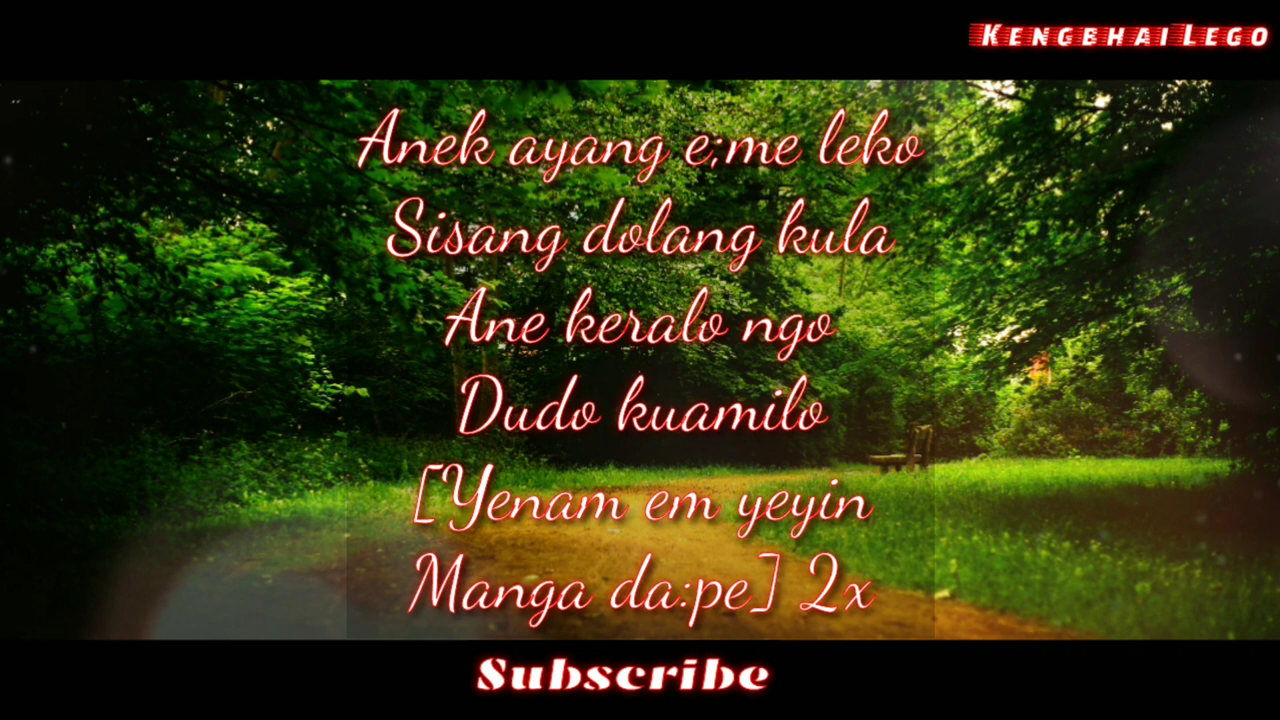 Kengbhai Lego
Anek ayang e;me leko
Sisang dolang kula
Ane keralo ngo
Dudo kuamilo
[Yenam em yeyin
Manga da:pe] 2x
Subscribe